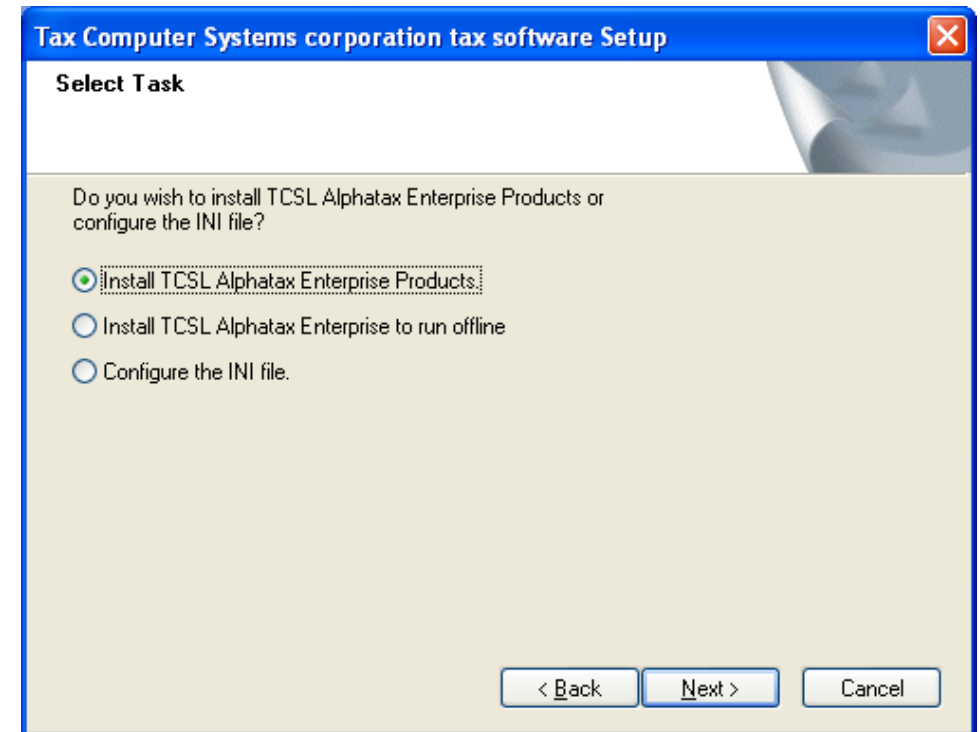 Tax Computer Systems corporation tax software Setup
Select Task
Do you wish to install TCSL Alphatax Enterprise Products or
configure the INI file?
Install TCSL Alphatax Enterprise Products.
Install TCSL Alphatax Enterprise to run offline
Configure the INI file.
< Back Next > Cancel